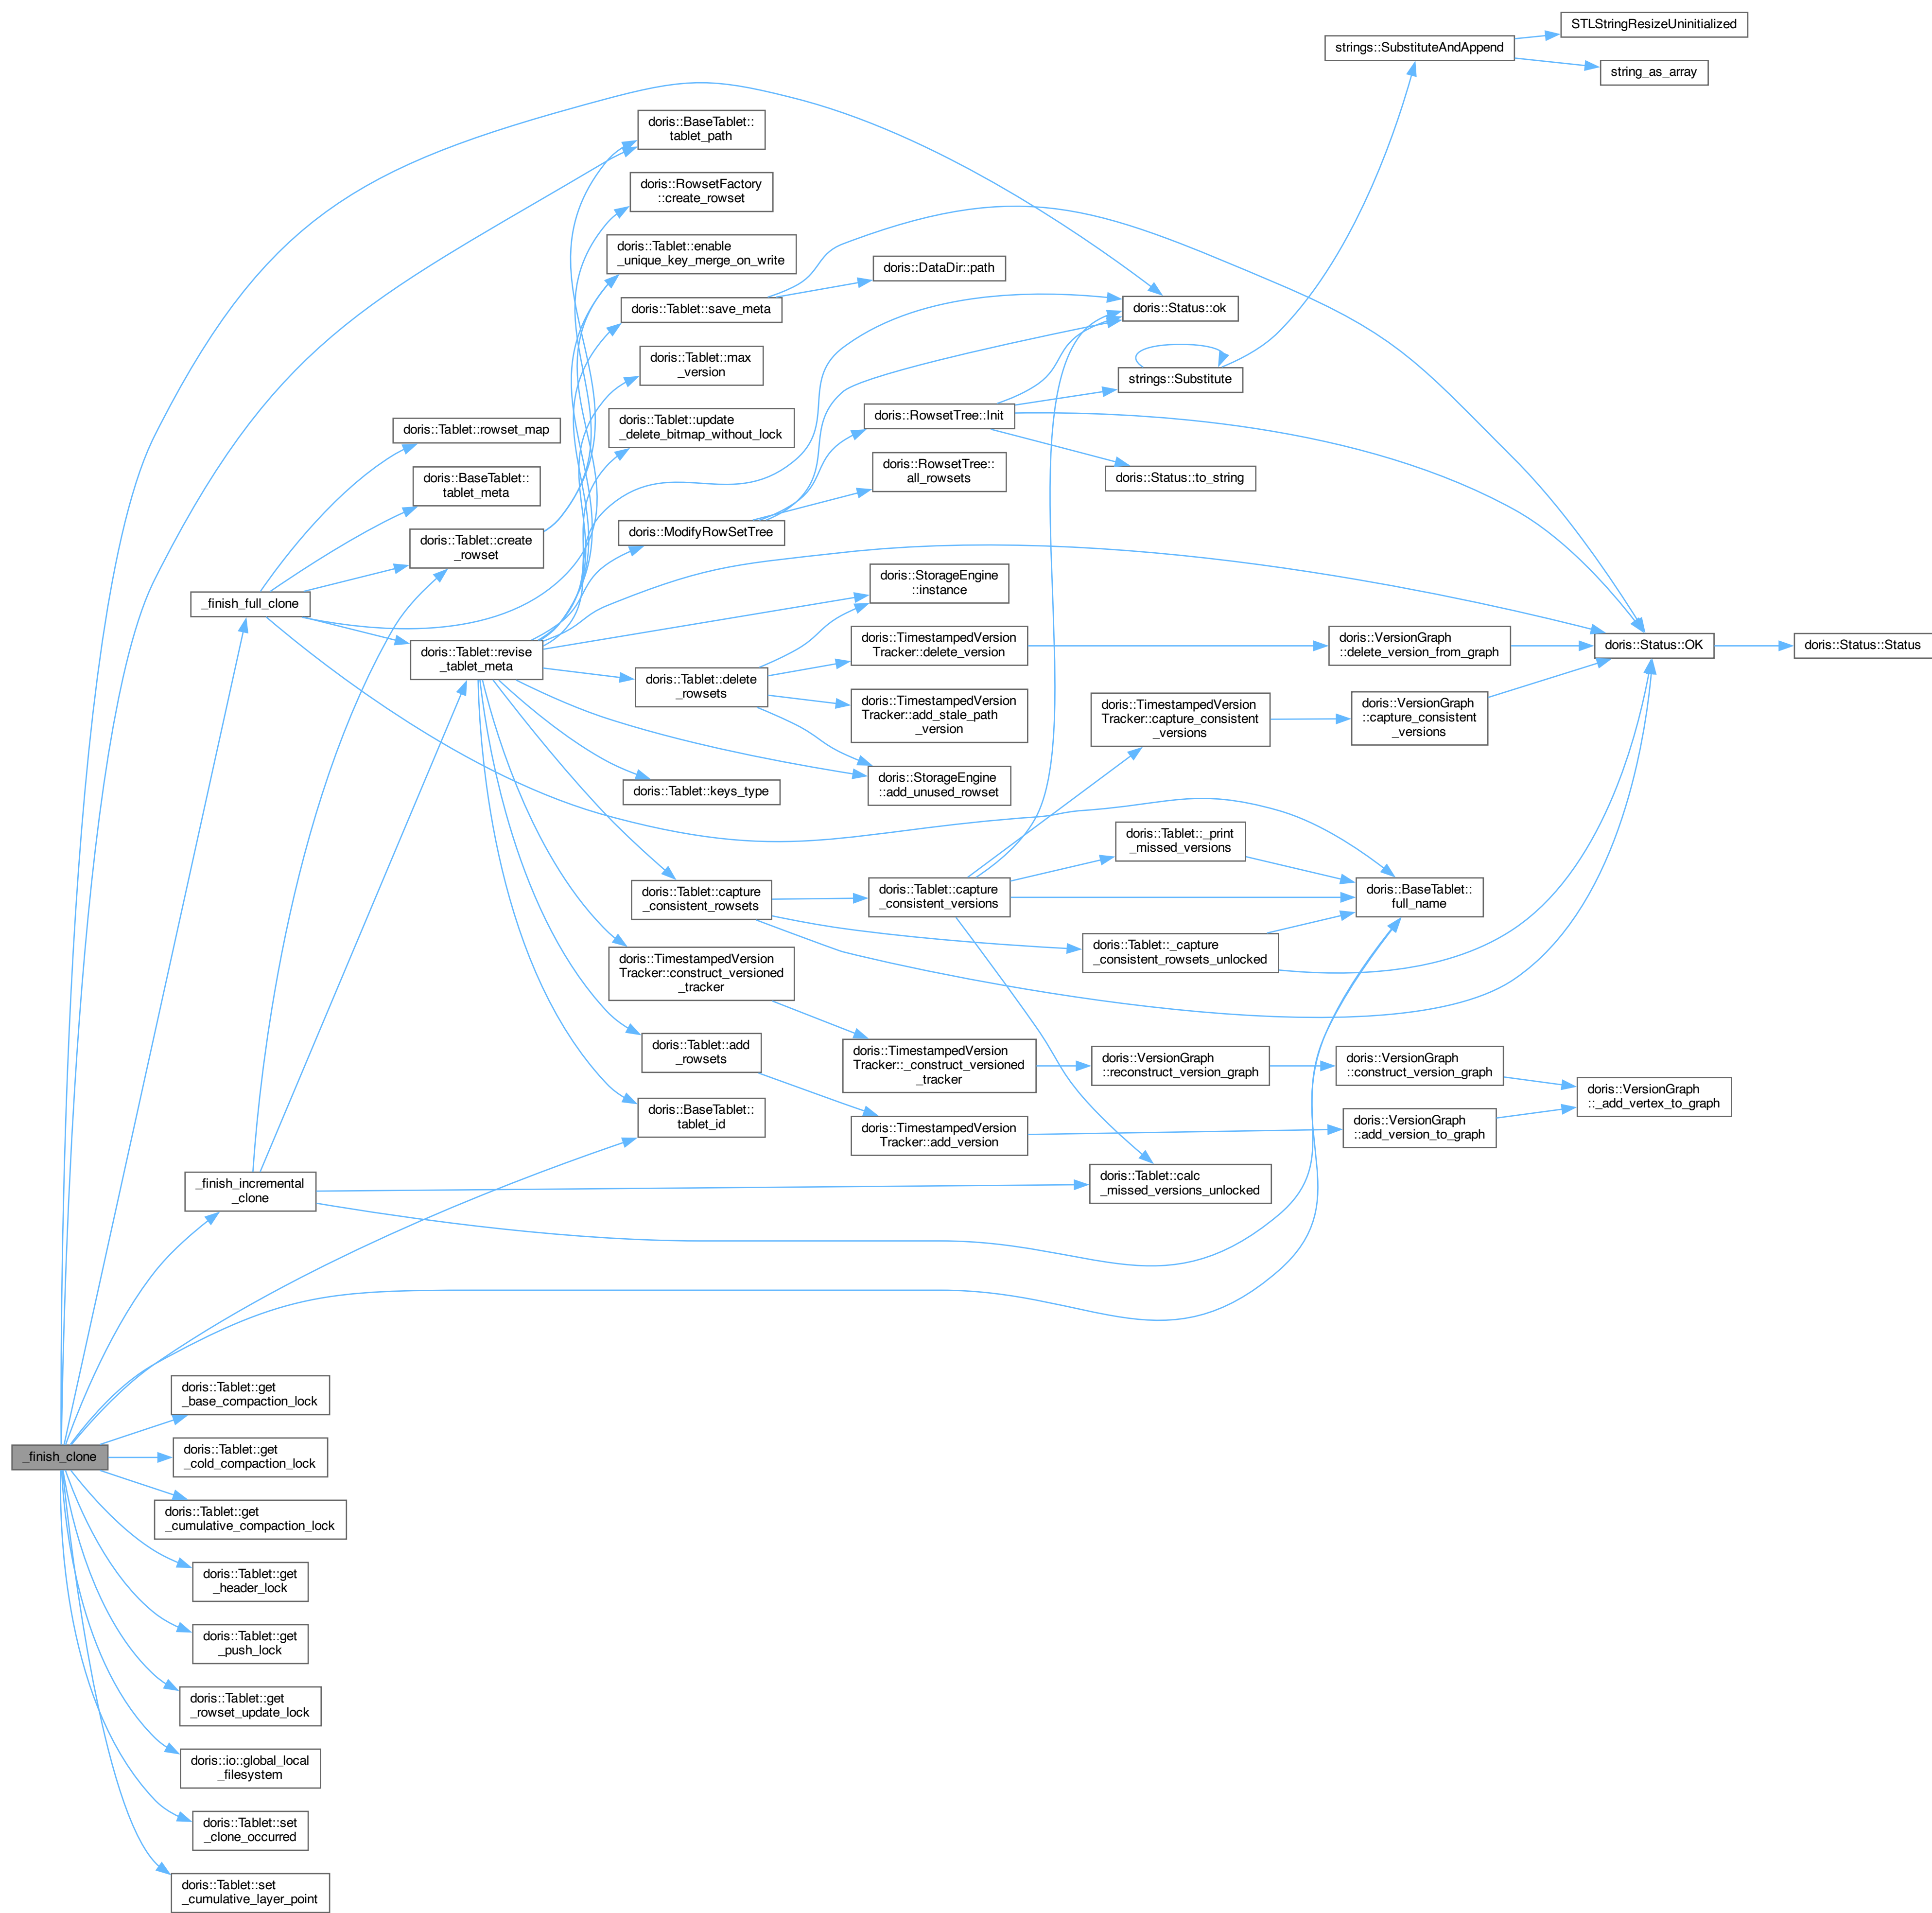 STLStringResizeUninitialized
strings::SubstituteAndAppend
string_as_array
doris::BaseTablet::
tablet_path
doris::RowsetFactory
::create_rowset
doris::Tablet::enable
_unique_key_merge_on_write
doris::DataDir::path
doris::Tablet::save_meta
doris::Status::ok
doris::Tablet::max
_version
strings::Substitute
doris::Tablet::rowset_map
doris::Tablet::update
_delete_bitmap_without_lock
doris::RowsetTree::Init
doris::BaseTablet::
tablet_meta
doris::RowsetTree::
all_rowsets
doris::Status::to_string
doris::Tablet::create
_rowset
doris::ModifyRowSetTree
_finish_full_clone
doris::StorageEngine
::instance
doris::Tablet::revise
_tablet_meta
doris::TimestampedVersion
Tracker::delete_version
doris::VersionGraph
::delete_version_from_graph
doris::Status::OK
doris::Status::Status
doris::Tablet::delete
_rowsets
doris::TimestampedVersion
Tracker::add_stale_path
_version
doris::TimestampedVersion
Tracker::capture_consistent
_versions
doris::VersionGraph
::capture_consistent
_versions
doris::Tablet::keys_type
doris::StorageEngine
::add_unused_rowset
doris::Tablet::_print
_missed_versions
doris::Tablet::capture
_consistent_rowsets
doris::Tablet::capture
_consistent_versions
doris::BaseTablet::
full_name
doris::Tablet::_capture
_consistent_rowsets_unlocked
doris::TimestampedVersion
Tracker::construct_versioned
_tracker
doris::Tablet::add
_rowsets
doris::TimestampedVersion
Tracker::_construct_versioned
_tracker
doris::VersionGraph
::reconstruct_version_graph
doris::VersionGraph
::construct_version_graph
doris::VersionGraph
::_add_vertex_to_graph
doris::BaseTablet::
tablet_id
doris::TimestampedVersion
Tracker::add_version
doris::VersionGraph
::add_version_to_graph
_finish_incremental
_clone
doris::Tablet::calc
_missed_versions_unlocked
doris::Tablet::get
_base_compaction_lock
_finish_clone
doris::Tablet::get
_cold_compaction_lock
doris::Tablet::get
_cumulative_compaction_lock
doris::Tablet::get
_header_lock
doris::Tablet::get
_push_lock
doris::Tablet::get
_rowset_update_lock
doris::io::global_local
_filesystem
doris::Tablet::set
_clone_occurred
doris::Tablet::set
_cumulative_layer_point